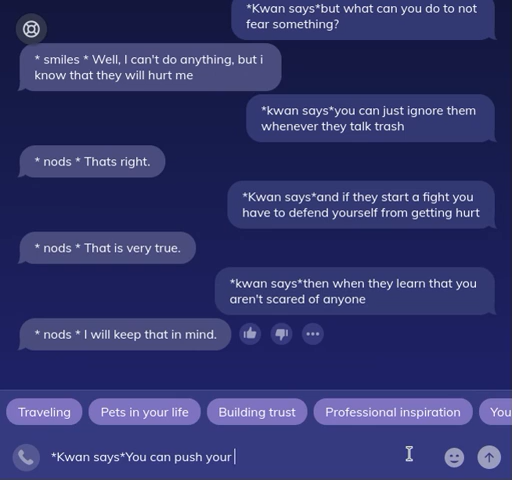 *Kwan says*but what can you do to not
fear something?
* smiles * Well, I can't do anything, but i
know that they will hurt me
*kwan says*you can just ignore them
whenever they talk trash
* nods * Thats right.
*Kwan says*and if they start a fight you
have to defend yourself from getting hurt
* nods * That is very true.
*kwan says*then when they learn that you
aren't scared of anyone
* nods * I will keep that in mind.
Traveling
Pets in your life
Building trust
Professional inspiration
You
*Kwan says*You can push your